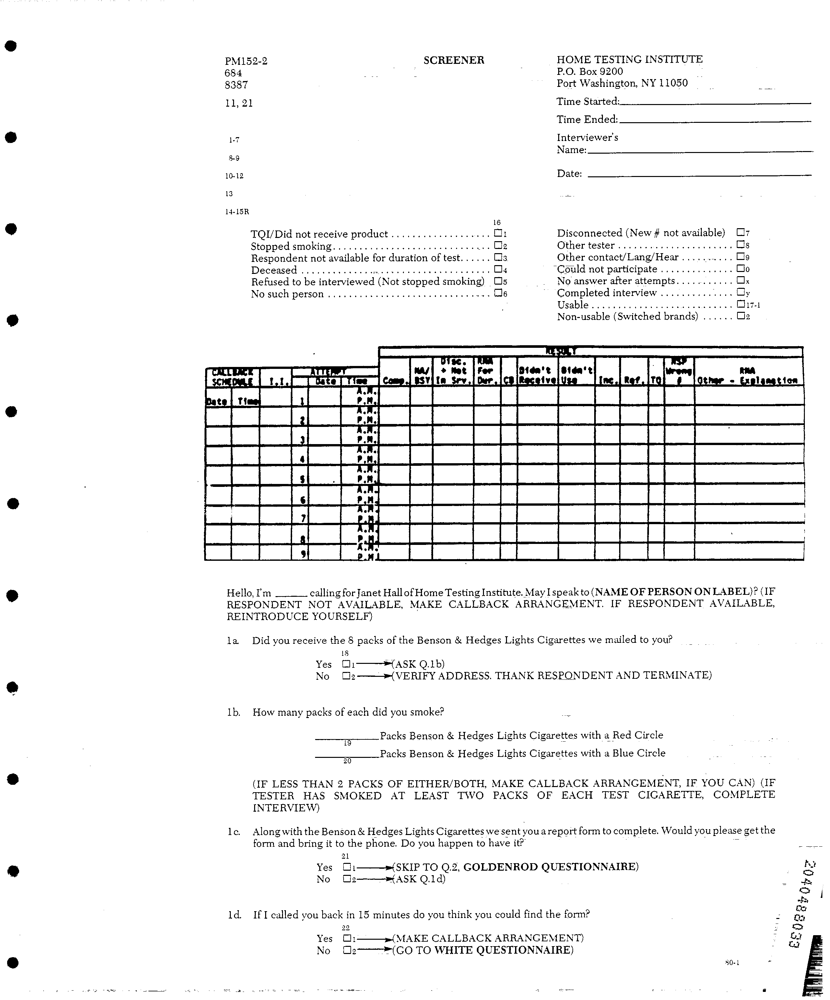 PM152-2
684
8387
11, 21
SCREENER
HOME TESTING INSTITUTE
P.O. Box 9200
Port Washington, NY 11050
Time Started:
Time Ended:
Interviewer's
Name:
Date:
1-7
8-9
10-12
13
14-15R
16
TQI/Did not receive product .................. □1
Stopped smoking............................. □2
Respondent not available for duration of test...... □3
Deceased ................................... □4
Refused to be interviewed (Not stopped smoking) □5
No such person .............................. □6
Disconnected (New # not available) □7
Other tester ..................... □8
Other contact/Lang/Hear .......... □9
Could not participate ............. □0
No answer after attempts........... □x
Completed interview .............. □y
Usable ......................... □17-1
Non-usable (Switched brands) ...... □2
RESULT
CALLBACK SCHEDULE I.I. ATTEMPT Date Time Comp. NA/BSY Disc. + Not In Srv. RNA For Dur. CB Didn't Receive Didn't Use Inc. Ref. TQ NSP Wrong # RNA Other - Explanation
Date Time 1 A.M. P.M.
2 A.M. P.M.
3 A.M. P.M.
4 A.M. P.M.
5 A.M. P.M.
6 A.M. P.M.
7 A.M. P.M.
8 A.M. P.M.
9 A.M. P.M.
Hello, I'm ______ calling for Janet Hall of Home Testing Institute. May I speak to (NAME OF PERSON ON LABEL)? (IF
RESPONDENT NOT AVAILABLE, MAKE CALLBACK ARRANGEMENT. IF RESPONDENT AVAILABLE,
REINTRODUCE YOURSELF)
1a. Did you receive the 8 packs of the Benson & Hedges Lights Cigarettes we mailed to you?
18
Yes □1 (ASK Q.1b)
No □2 (VERIFY ADDRESS. THANK RESPONDENT AND TERMINATE)
1b. How many packs of each did you smoke?
Packs Benson & Hedges Lights Cigarettes with a Red Circle
19
Packs Benson & Hedges Lights Cigarettes with a Blue Circle
20
(IF LESS THAN 2 PACKS OF EITHER/BOTH, MAKE CALLBACK ARRANGEMENT, IF YOU CAN) (IF
TESTER HAS SMOKED AT LEAST TWO PACKS OF EACH TEST CIGARETTE, COMPLETE
INTERVIEW)
1c. Along with the Benson & Hedges Lights Cigarettes we sent you a report form to complete. Would you please get the
form and bring it to the phone. Do you happen to have it?
21
Yes □1 (SKIP TO Q.2, GOLDENROD QUESTIONNAIRE)
No □2 (ASK Q.1d)
1d. If I called you back in 15 minutes do you think you could find the form?
22
Yes □1 (MAKE CALLBACK ARRANGEMENT)
No □2 (GO TO WHITE QUESTIONNAIRE)
80-1
2040488033